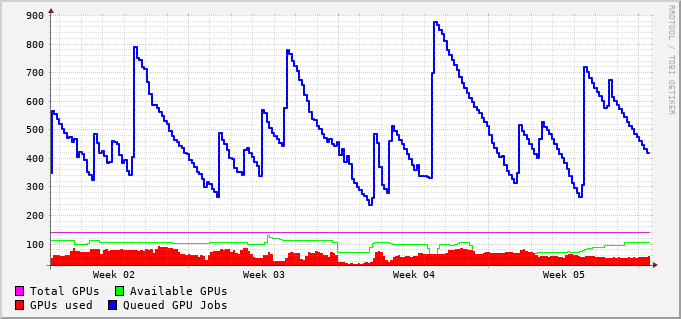 900
800
700
600
500
400
300
200
100
Week 02 Week 03 Week 04 Week 05
Total GPUs Available GPUs
GPUs used Queued GPU Jobs
RRDTOOL / TOBI OETIKER